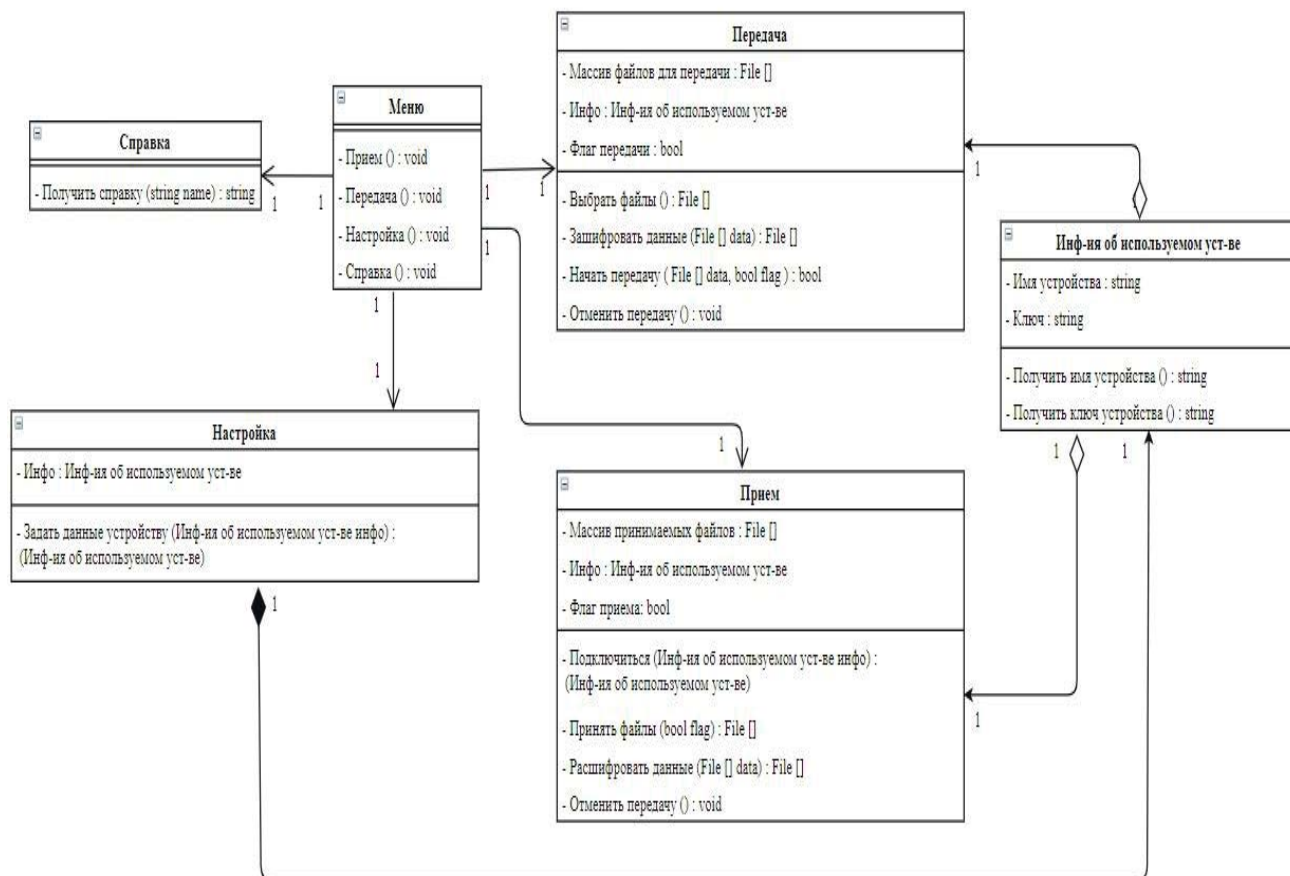 Передача
- Массив файлов для передачи : File []
- Инфо : Инф-ия об используемом уст-ве
- Флаг передачи : bool
- Выбрать файлы () : File []
- Зашифровать данные (File [] data) : File []
- Начать передачу ( File [] data, bool flag ) : bool
- Отменить передачу () : void
Меню
- Прием () : void
- Передача () : void
- Настройка () : void
- Справка () : void
Справка
- Получить справку (string name) : string
1
1
1
1
1
1
1
1
1
Инф-ия об используемом уст-ве
- Имя устройства : string
- Ключ : string
- Получить имя устройства () : string
- Получить ключ устройства () : string
1
1
Настройка
- Инфо : Инф-ия об используемом уст-ве
- Задать данные устройству (Инф-ия об используемом уст-ве инфо) :
(Инф-ия об используемом уст-ве)
1
Прием
- Массив принимаемых файлов : File []
- Инфо : Инф-ия об используемом уст-ве
- Флаг приема: bool
- Подключиться (Инф-ия об используемом уст-ве инфо) :
(Инф-ия об используемом уст-ве)
- Принять файлы (bool flag) : File []
- Расшифровать данные (File [] data) : File []
- Отменить передачу () : void
1